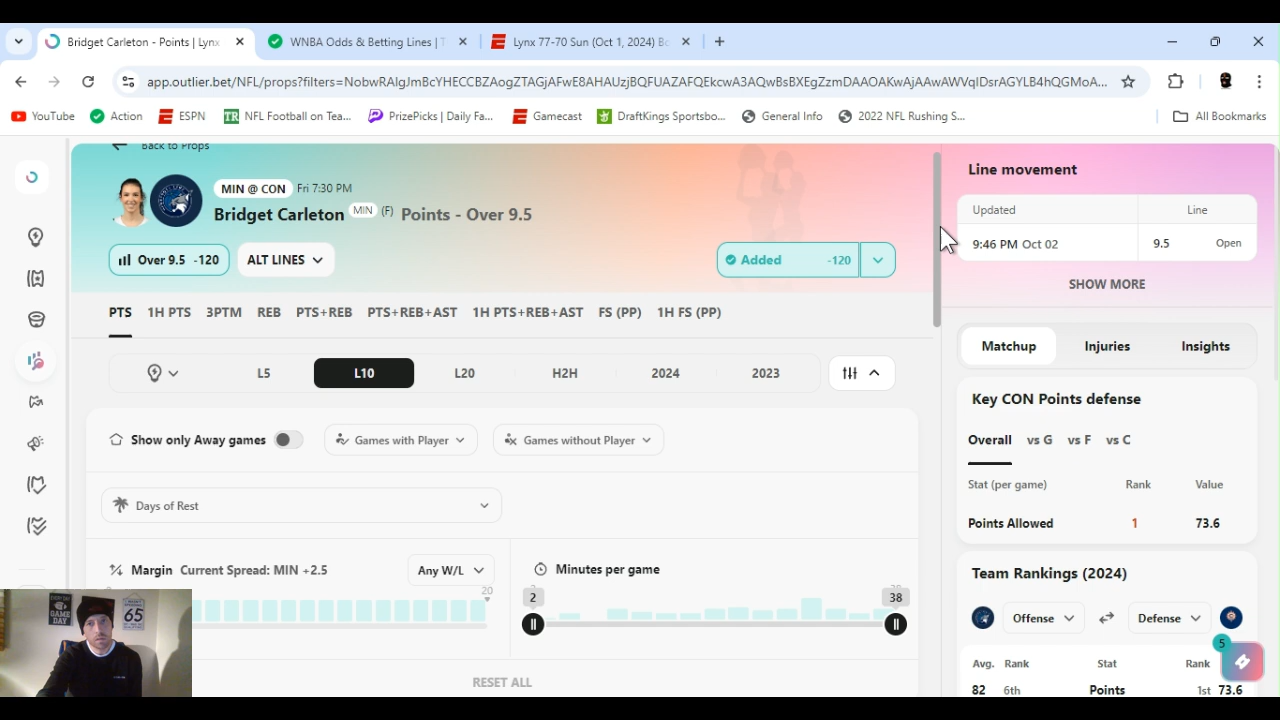 Bridget Carleton - Points | Lynx
WNBA Odds & Betting Lines | T
Lynx 77-70 Sun (Oct 1, 2024) Bo
app.outlier.bet/NFL/props?filters=
YouTube
Action
ESPN
NFL Football on Tea...
PrizePicks | Daily Fa...
Gamecast
DraftKings Sportsbo...
General Info
2022 NFL Rushing S...
All Bookmarks
Back to Props
MIN @ CON Fri 7:30 PM
Bridget Carleton MIN (F) Points - Over 9.5
Over 9.5 -120
ALT LINES
Added -120
PTS 1H PTS 3PTM REB PTS+REB PTS+REB+AST 1H PTS+REB+AST FS (PP) 1H FS (PP)
L5 L10 L20 H2H 2024 2023
Show only Away games
Games with Player
Games without Player
Days of Rest
Margin Current Spread: MIN +2.5
Any W/L
20
Minutes per game
2
38
RESET ALL
Line movement
Updated Line
9:46 PM Oct 02 9.5 Open
SHOW MORE
Matchup Injuries Insights
Key CON Points defense
Overall vs G vs F vs C
Stat (per game) Rank Value
Points Allowed 1 73.6
Team Rankings (2024)
Offense
Defense
5
Avg. Rank Stat Rank
82 6th Points 1st 73.6
GAME DAY
65